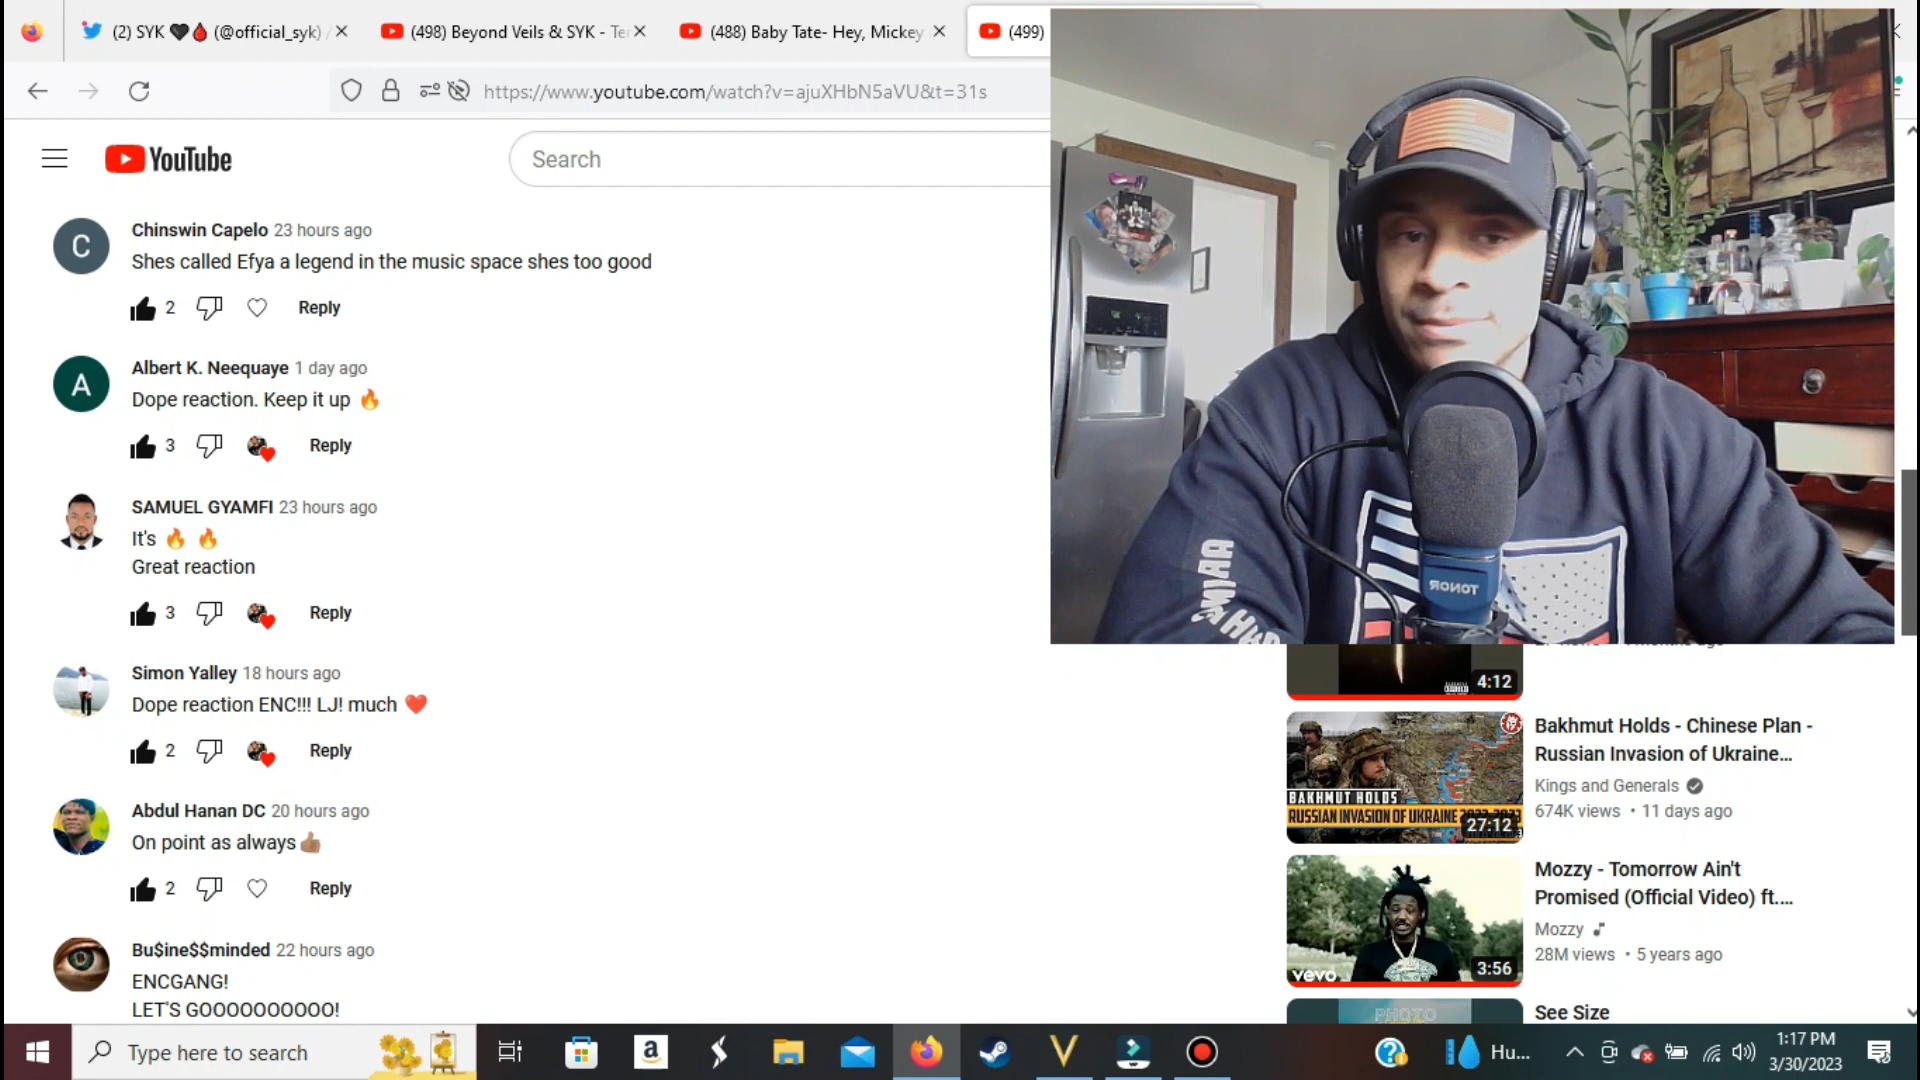 (2) SYK 🖤🩸 (@official_syk)
(498) Beyond Veils & SYK - Te
(488) Baby Tate- Hey, Mickey
(499)
https://www.youtube.com/watch?v=ajuXHbN5aVU&t=31s
YouTube
Search
C
Chinswin Capelo 23 hours ago
Shes called Efya a legend in the music space shes too good
2 Reply
A
Albert K. Neequaye 1 day ago
Dope reaction. Keep it up 🔥
3 Reply
SAMUEL GYAMFI 23 hours ago
It's 🔥 🔥
Great reaction
3 Reply
Simon Yalley 18 hours ago
Dope reaction ENC!!! LJ! much ❤️
2 Reply
Abdul Hanan DC 20 hours ago
On point as always👍🏽
2 Reply
Bu$ine$$minded 22 hours ago
ENCGANG!
LET'S GOOOOOOOOOO!
TONOR
4:12
BAKHMUT HOLDS
RUSSIAN INVASION OF UKRAINE
27:12
Bakhmut Holds - Chinese Plan -
Russian Invasion of Ukraine...
Kings and Generals
674K views • 11 days ago
vevo
3:56
Mozzy - Tomorrow Ain't
Promised (Official Video) ft....
Mozzy
28M views • 5 years ago
PHOTO
See Size
Type here to search
a
Hu...
1:17 PM
3/30/2023